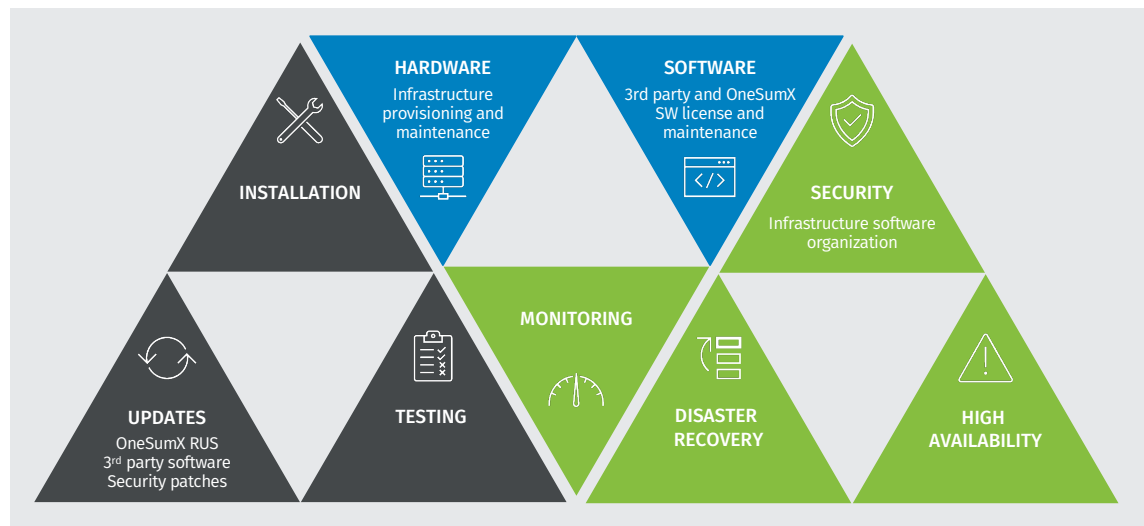 HARDWARE
Infrastructure
provisioning and
maintenance
SOFTWARE
3rd party and OneSumX
SW license and
maintenance
</>
INSTALLATION
SECURITY
Infrastructure software
organization
MONITORING
UPDATES
OneSumX RUS
3rd party software
Security patches
TESTING
DISASTER
RECOVERY
HIGH
AVAILABILITY